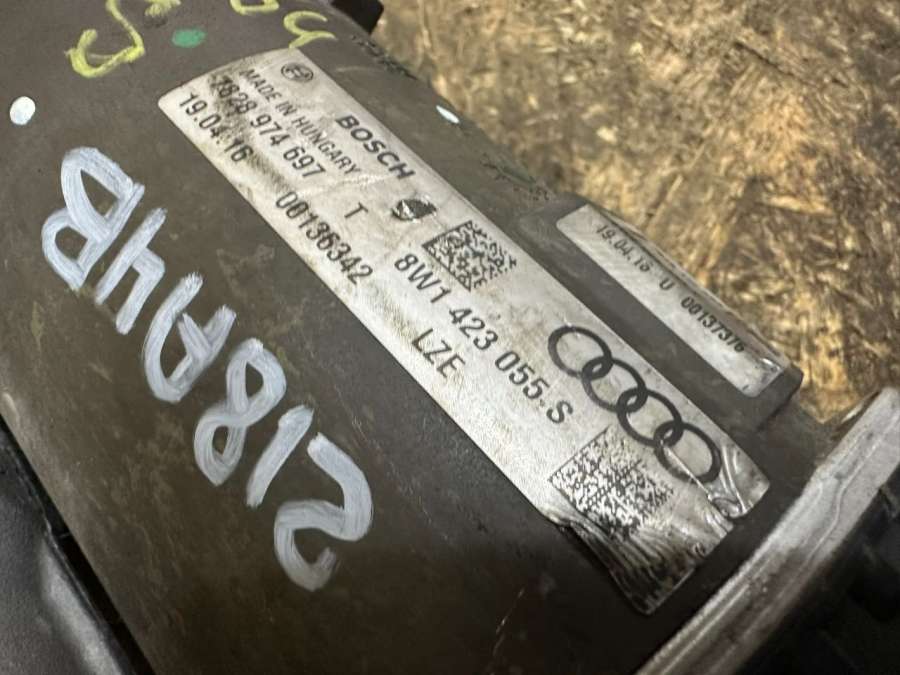 BOSCH
MADE IN HUNGARY
7828 974 697 T 8W1 423 055.S
19.04.16 00136342 LZE
19.04.16 U 00137376
218A4B